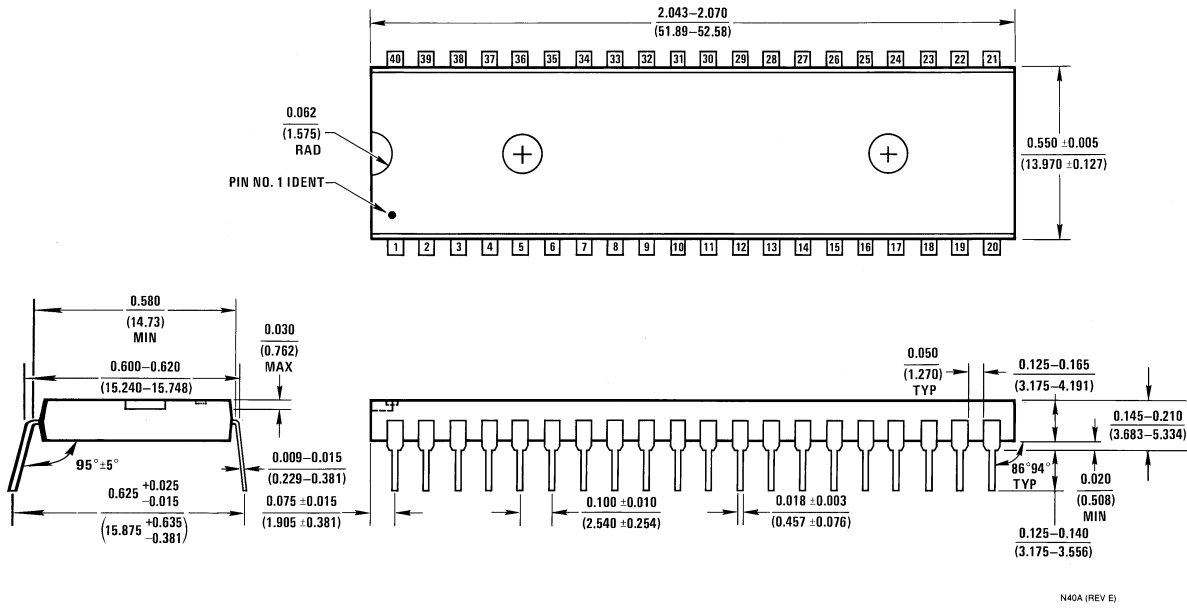 2.043–2.070
(51.89–52.58)
40 39 38 37 36 35 34 33 32 31 30 29 28 27 26 25 24 23 22 21
0.062
(1.575)
RAD
PIN NO. 1 IDENT
0.550 ±0.005
(13.970 ±0.127)
1 2 3 4 5 6 7 8 9 10 11 12 13 14 15 16 17 18 19 20
0.580
(14.73)
MIN
0.030
(0.762)
MAX
0.600–0.620
(15.240–15.748)
95°±5°
0.009–0.015
(0.229–0.381)
0.625 +0.025 -0.015
(15.875 +0.635 -0.381)
0.075 ±0.015
(1.905 ±0.381)
0.100 ±0.010
(2.540 ±0.254)
0.018 ±0.003
(0.457 ±0.076)
0.050
(1.270)
TYP
0.125–0.165
(3.175–4.191)
0.145–0.210
(3.683–5.334)
86°94°
TYP
0.020
(0.508)
MIN
0.125–0.140
(3.175–3.556)
N40A (REV E)